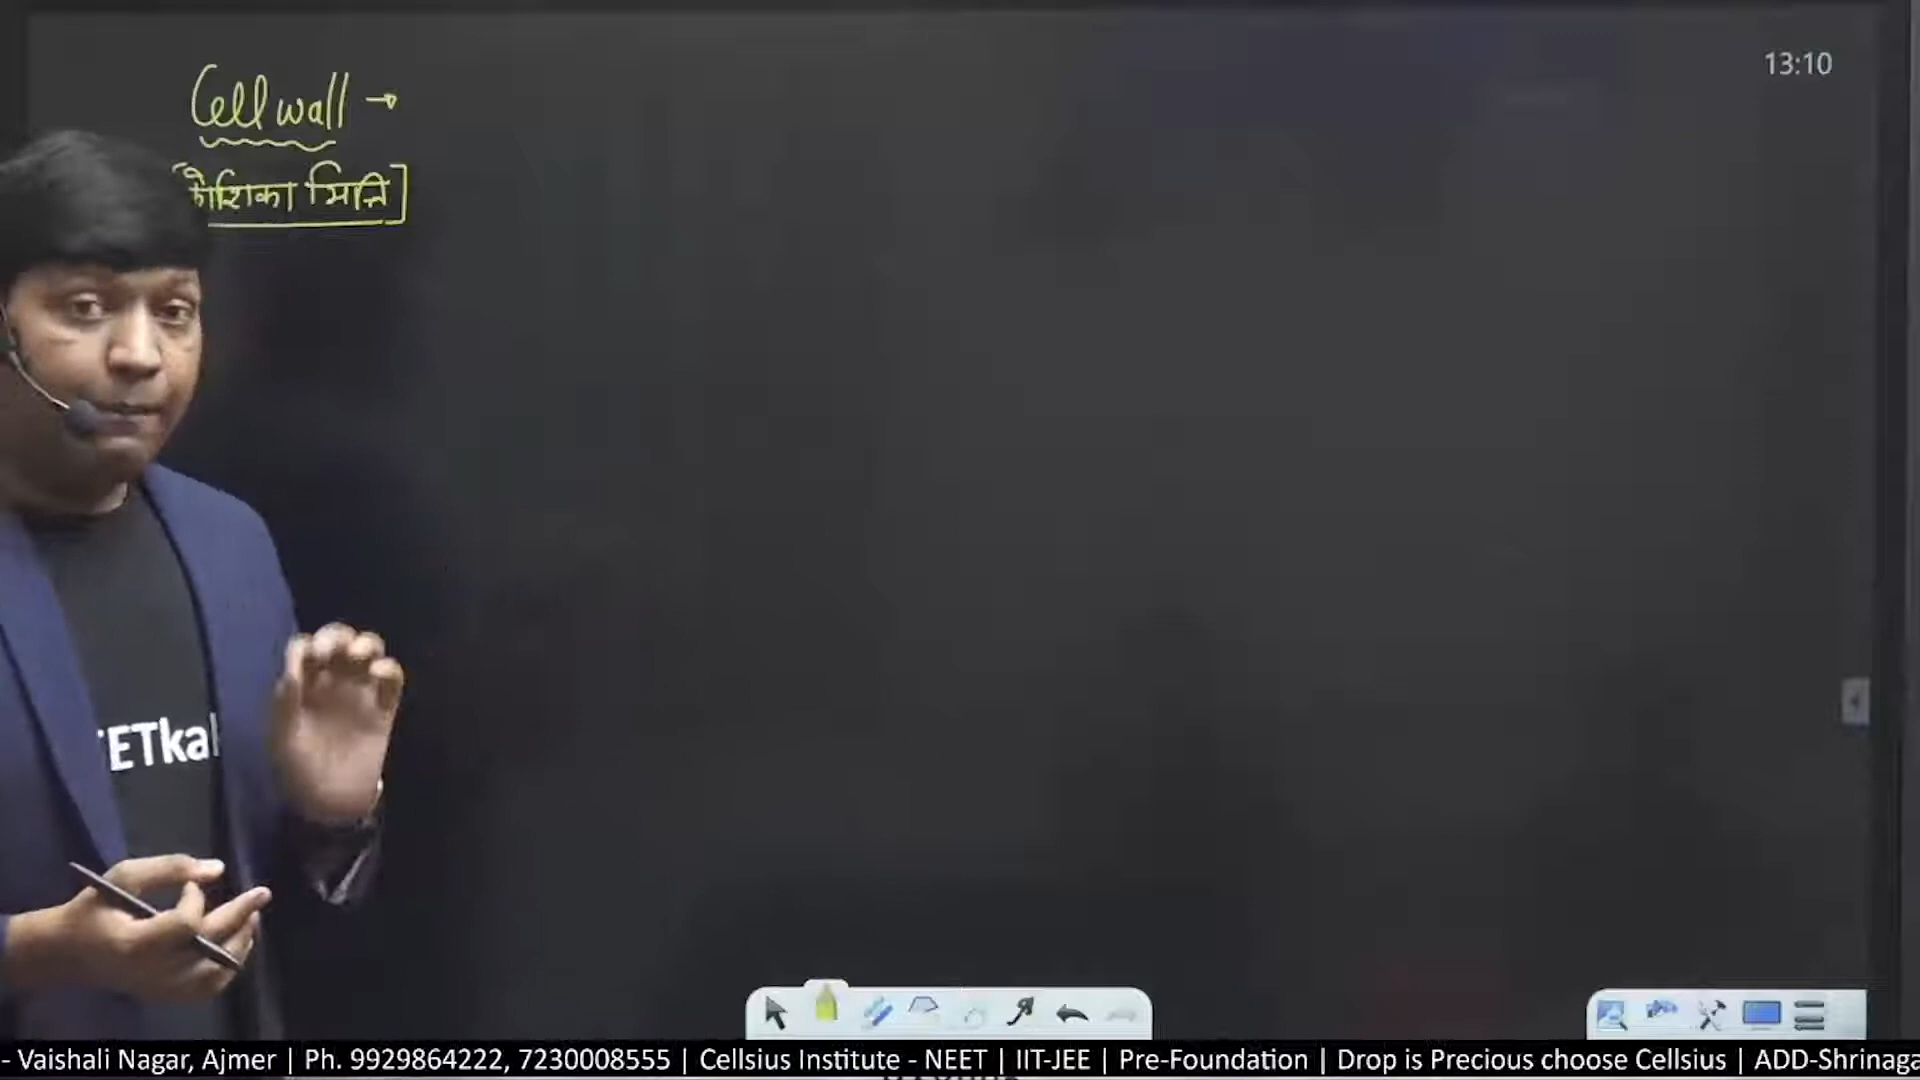 13:10
Cell wall →
[कोशिका भित्ति]
ETka
- Vaishali Nagar, Ajmer | Ph. 9929864222, 7230008555 | Cellsius Institute - NEET | IIT-JEE | Pre-Foundation | Drop is Precious choose Cellsius | ADD-Shrinaga